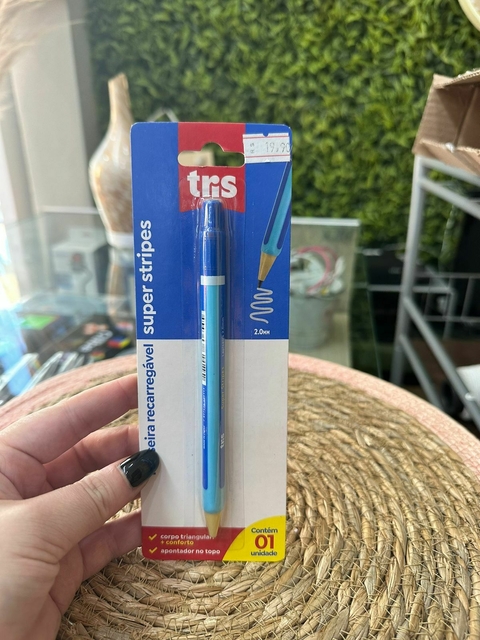 19,90
tris
super stripes
eira recarregável
2.0mm
corpo triangular
+ conforto
apontador no topo
Contém
01
unidade